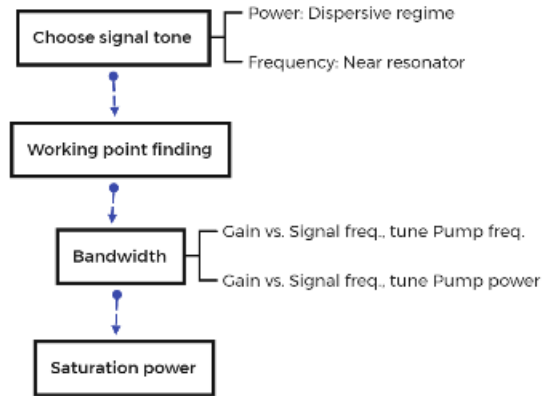 Choose signal tone
Power: Dispersive regime
Frequency: Near resonator
Working point finding
Bandwidth
Gain vs. Signal freq., tune Pump freq.
Gain vs. Signal freq., tune Pump power
Saturation power